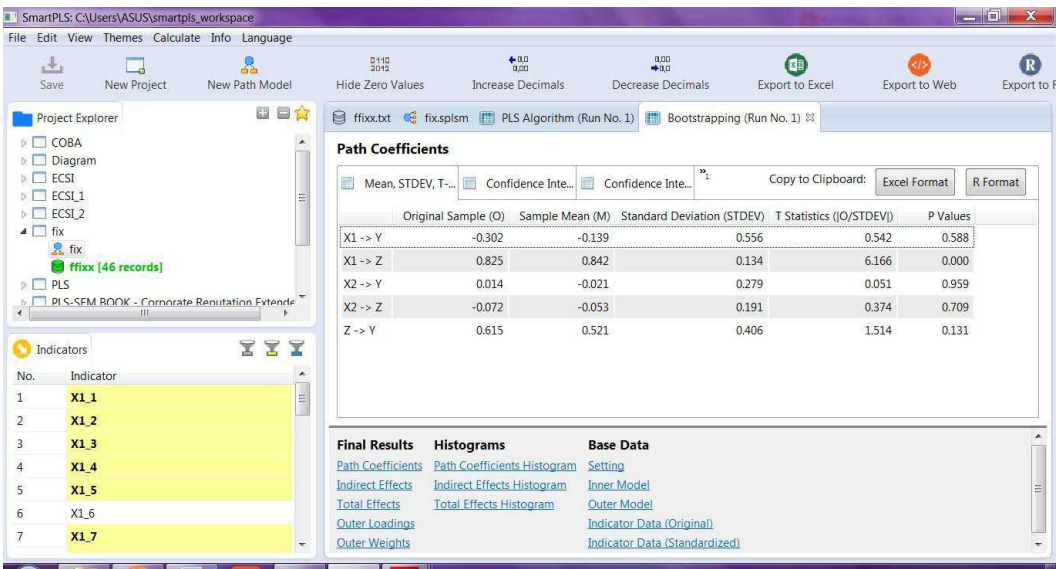 SmartPLS: C:\Users\ASUS\smartpls_workspace
File Edit View Themes Calculate Info Language
Save New Project New Path Model Hide Zero Values Increase Decimals Decrease Decimals Export to Excel Export to Web Export to
Project Explorer
COBA
Diagram
ECSI
ECSI_1
ECSI_2
fix
fix
ffixx [46 records]
PLS
PLS-SEM BOOK - Corporate Reputation Extende
Indicators
No. Indicator
1 X1_1
2 X1_2
3 X1_3
4 X1_4
5 X1_5
6 X1_6
7 X1_7
ffixx.txt fix.splsm PLS Algorithm (Run No. 1) Bootstrapping (Run No. 1)
Path Coefficients
Mean, STDEV, T-... Confidence Inte... Confidence Inte... »1 Copy to Clipboard: Excel Format R Format
Original Sample (O) Sample Mean (M) Standard Deviation (STDEV) T Statistics (|O/STDEV|) P Values
X1 -> Y -0.302 -0.139 0.556 0.542 0.588
X1 -> Z 0.825 0.842 0.134 6.166 0.000
X2 -> Y 0.014 -0.021 0.279 0.051 0.959
X2 -> Z -0.072 -0.053 0.191 0.374 0.709
Z -> Y 0.615 0.521 0.406 1.514 0.131
Final Results Histograms Base Data
Path Coefficients Path Coefficients Histogram Setting
Indirect Effects Indirect Effects Histogram Inner Model
Total Effects Total Effects Histogram Outer Model
Outer Loadings Indicator Data (Original)
Outer Weights Indicator Data (Standardized)